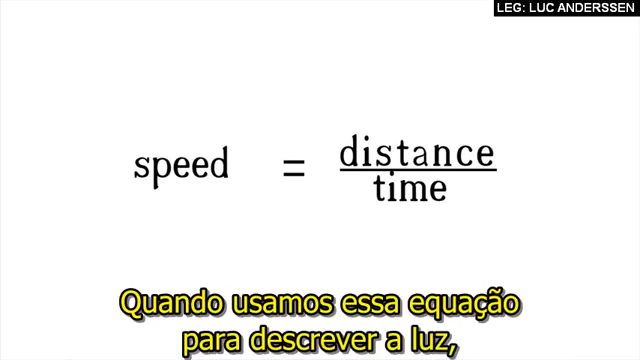 LEG: LUC ANDERSSEN
speed = distance
time
Quando usamos essa equação
para descrever a luz,